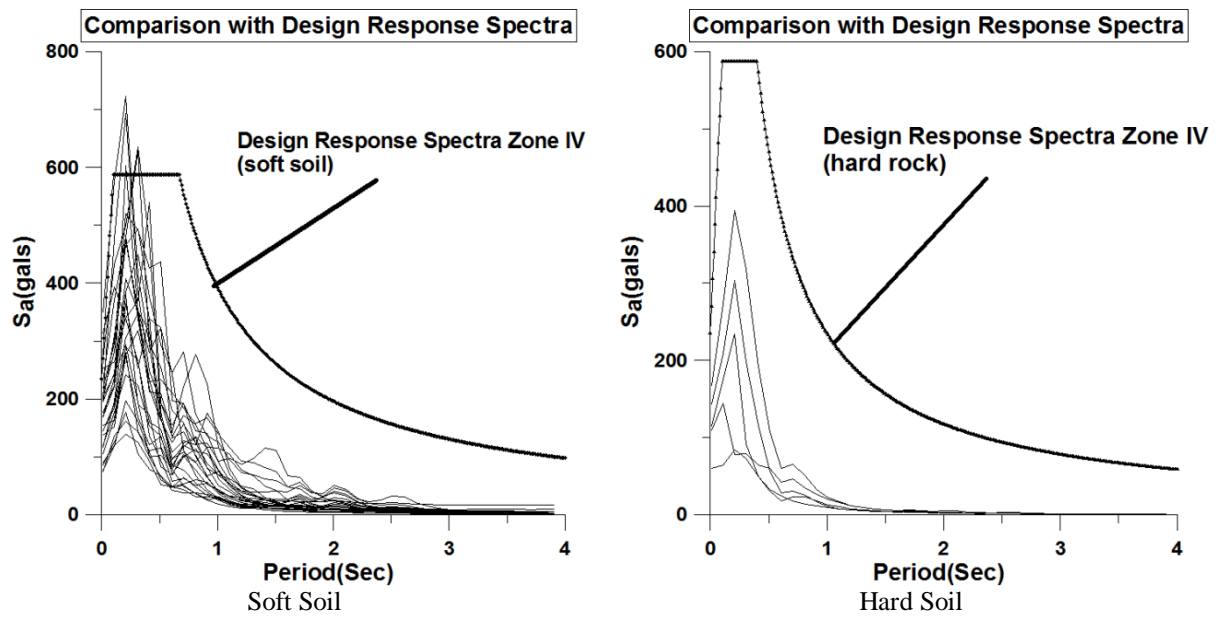 Comparison with Design Response Spectra
800
600
400
200
0
Sa(gals)
Design Response Spectra Zone IV
(soft soil)
0 1 2 3 4
Period(Sec)
Soft Soil
Comparison with Design Response Spectra
600
400
200
0
Sa(gals)
Design Response Spectra Zone IV
(hard rock)
0 1 2 3 4
Period(Sec)
Hard Soil